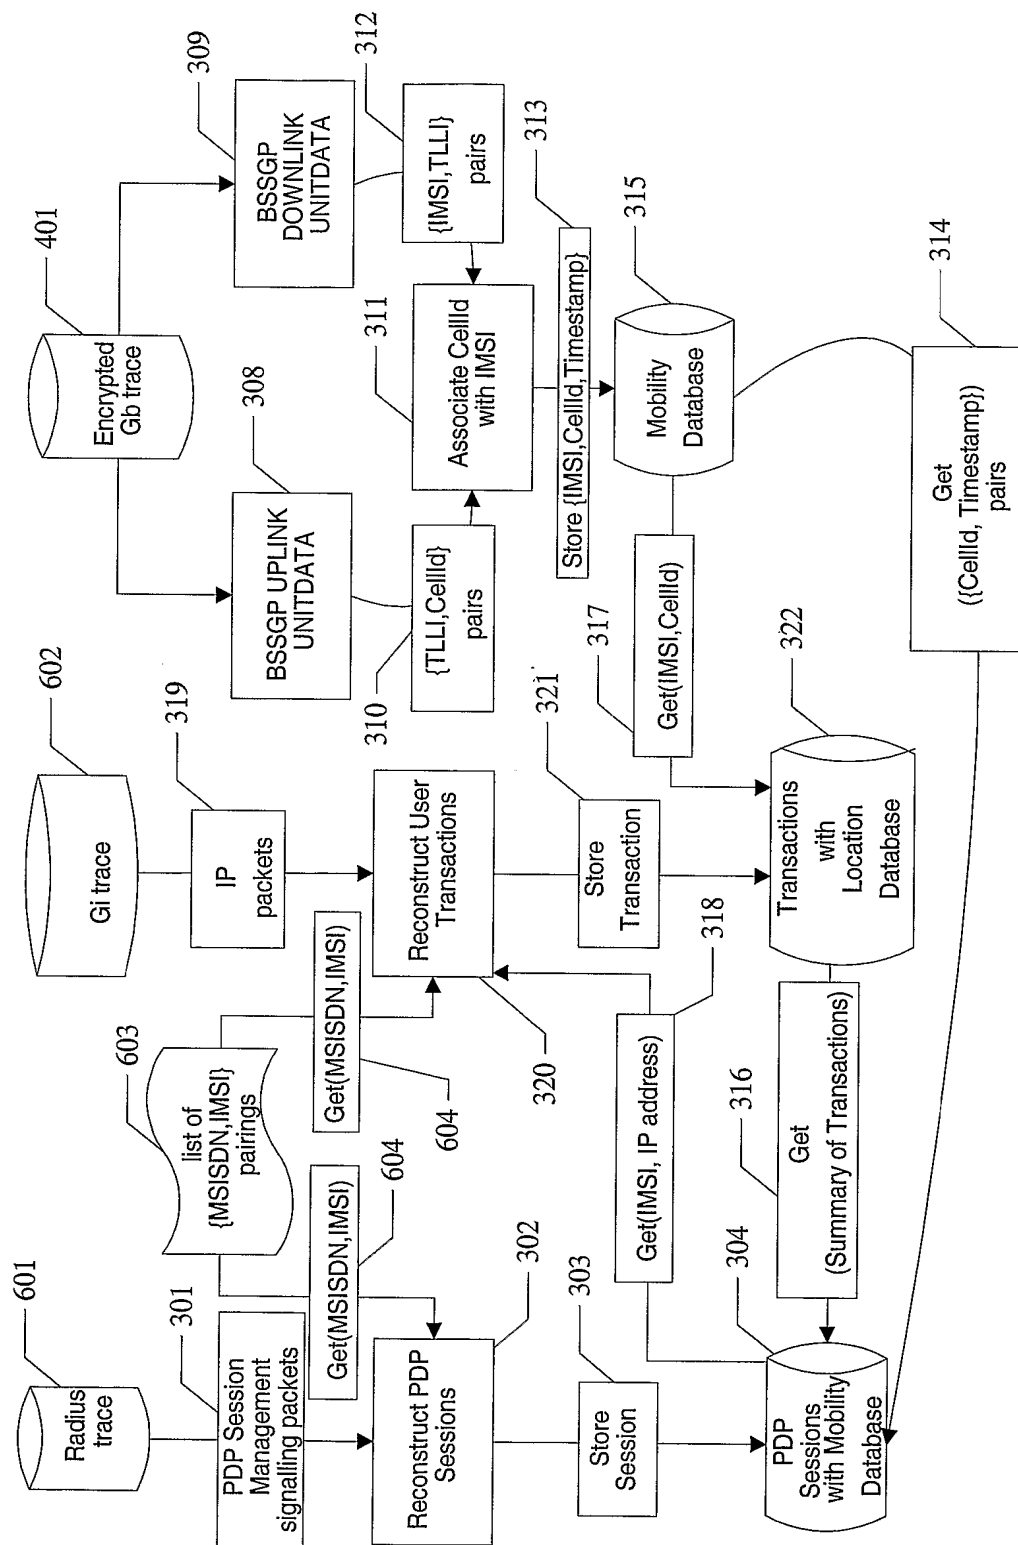 601
Radius
trace
301
PDP Session
Management
signalling packets
603
list of
{MSISDN,IMSI}
pairings
604
Get(MSISDN,IMSI)
302
Reconstruct PDP
Sessions
303
Store
Session
304
PDP
Sessions
with Mobility
Database
602
Gi trace
319
IP
packets
Get(MSISDN,IMSI)
604
Reconstruct User
Transactions
320
321'
Store
Transaction
318
Get(IMSI, IP address)
316
Get
(Summary of Transactions)
322
Transactions
with
Location
Database
401
Encrypted
Gb trace
308
BSSGP UPLINK
UNITDATA
309
BSSGP
DOWNLINK
UNITDATA
310
{TLLI,CellId}
pairs
312
{IMSI,TLLI}
pairs
311
Associate CellId
with IMSI
313
Store {IMSI,CellId,Timestamp}
315
Mobility
Database
317
Get(IMSI,CellId)
314
Get
({CellId, Timestamp})
pairs